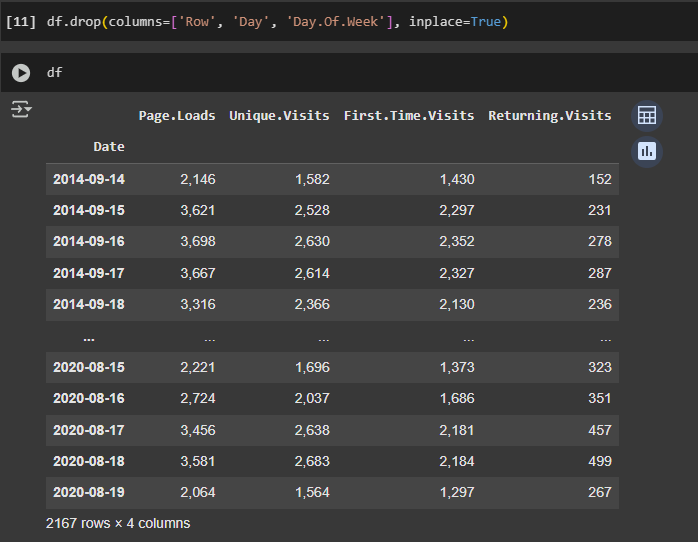 [11] df.drop(columns=['Row', 'Day', 'Day.Of.Week'], inplace=True)
df
Page.Loads Unique.Visits First.Time.Visits Returning.Visits
Date
2014-09-14 2,146 1,582 1,430 152
2014-09-15 3,621 2,528 2,297 231
2014-09-16 3,698 2,630 2,352 278
2014-09-17 3,667 2,614 2,327 287
2014-09-18 3,316 2,366 2,130 236
... ... ... ... ...
2020-08-15 2,221 1,696 1,373 323
2020-08-16 2,724 2,037 1,686 351
2020-08-17 3,456 2,638 2,181 457
2020-08-18 3,581 2,683 2,184 499
2020-08-19 2,064 1,564 1,297 267
2167 rows × 4 columns